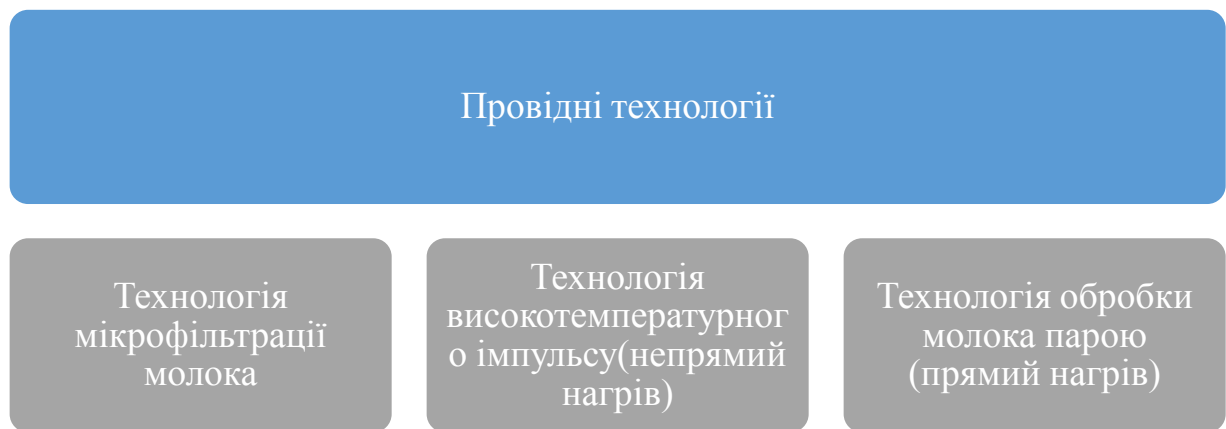 Провідні технології
Технологія
мікрофільтрації
молока
Технологія
високотемпературног
о імпульсу(непрямий
нагрів)
Технологія обробки
молока парою
(прямий нагрів)